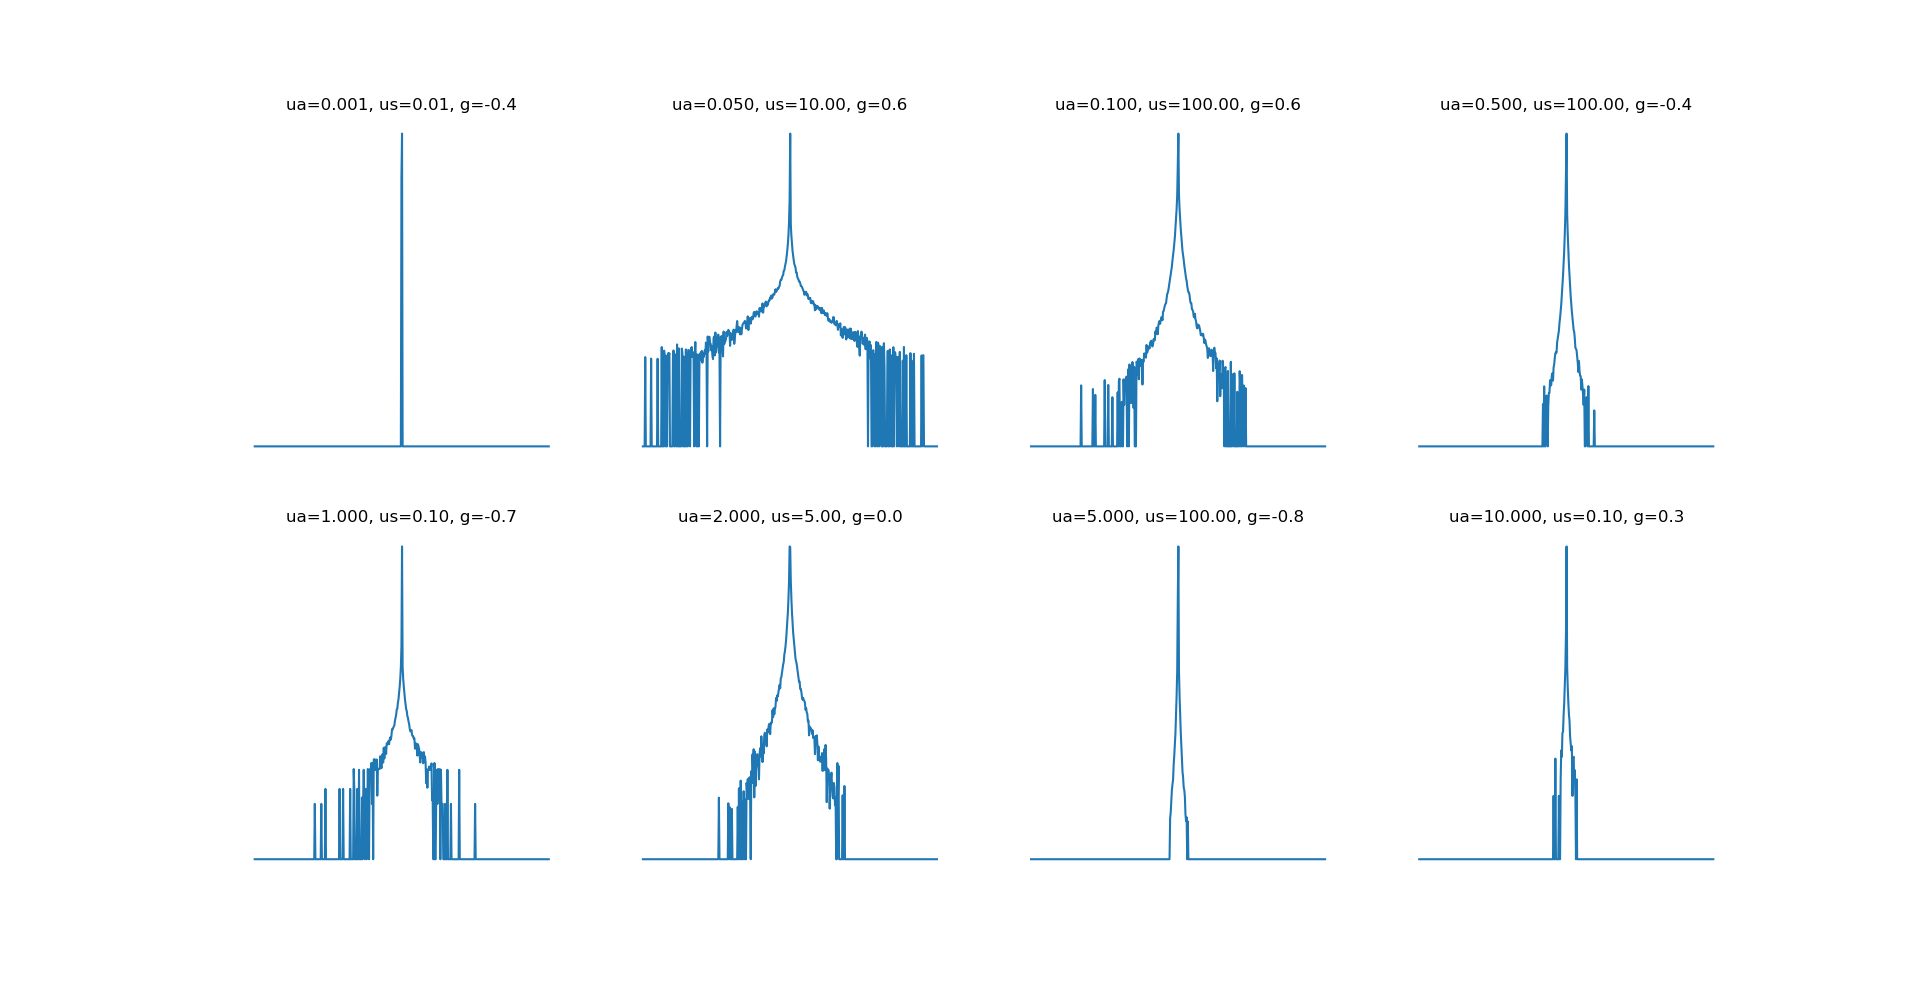 ua=0.001, us=0.01, g=-0.4
ua=0.050, us=10.00, g=0.6
ua=0.100, us=100.00, g=0.6
ua=0.500, us=100.00, g=-0.4
ua=1.000, us=0.10, g=-0.7
ua=2.000, us=5.00, g=0.0
ua=5.000, us=100.00, g=-0.8
ua=10.000, us=0.10, g=0.3